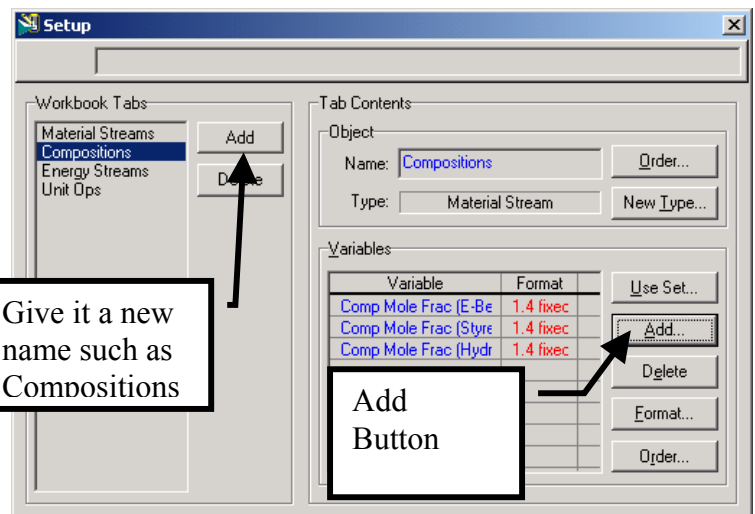 Setup
Workbook Tabs
Material Streams
Compositions
Energy Streams
Unit Ops
Add
Delete
Give it a new
name such as
Compositions
Tab Contents
Object
Name: Compositions
Order...
Type: Material Stream
New Type...
Variables
Variable Format
Comp Mole Frac (E-Be 1.4 fixec
Comp Mole Frac (Styre 1.4 fixec
Comp Mole Frac (Hydr 1.4 fixec
Use Set...
Add...
Delete
Format...
Order...
Add
Button